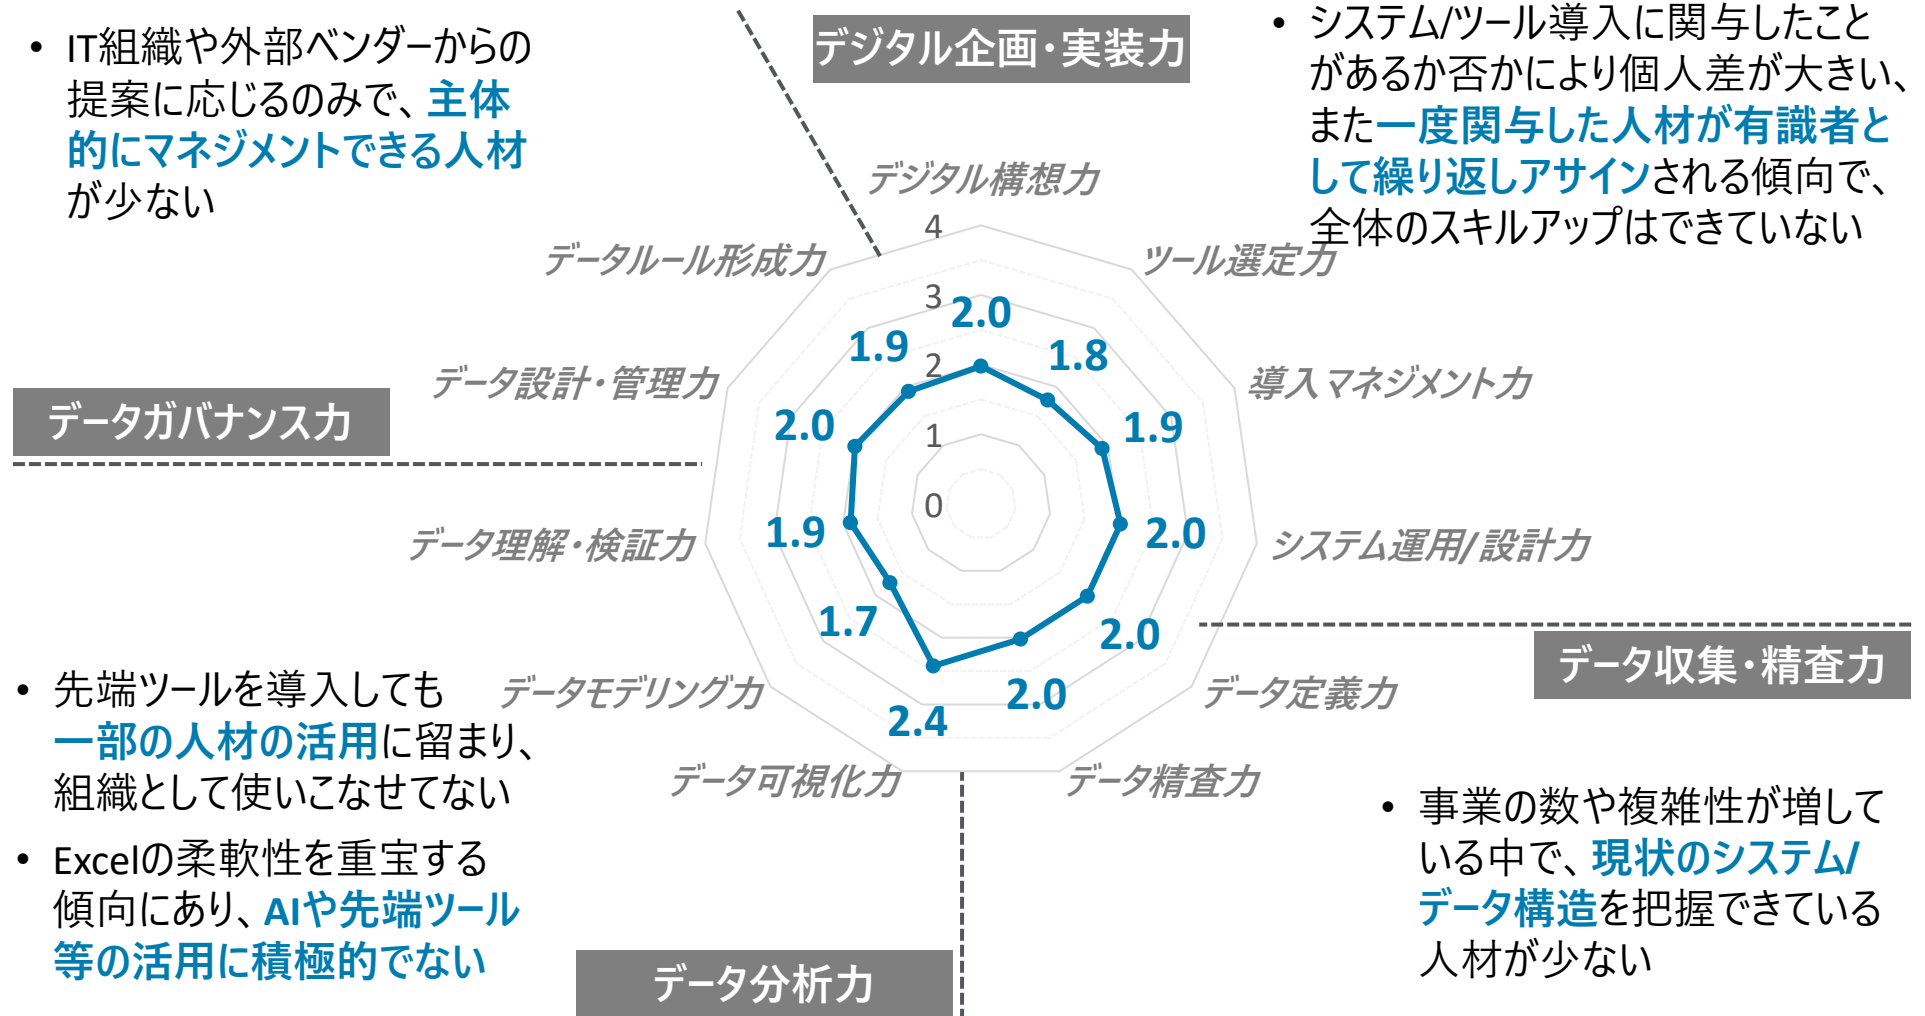 • IT組織や外部ベンダーからの
提案に応じるのみで、主体
的にマネジメントできる人材
が少ない
デジタル企画・実装力
• システム/ツール導入に関与したこと
があるか否かにより個人差が大きい、
また一度関与した人材が有識者と
して繰り返しアサインされる傾向で、
全体のスキルアップはできていない
デジタル構想力
データルール形成力
ツール選定力
データ設計・管理力
導入マネジメント力
データガバナンス力
データ理解・検証力
システム運用/設計力
データモデリング力
データ定義力
データ可視化力
データ精査力
4
3
2
1
0
2.0
1.8
1.9
2.0
2.0
2.0
2.4
1.7
1.9
2.0
1.9
データ収集・精査力
• 先端ツールを導入しても
一部の人材の活用に留まり、
組織として使いこなせてない
• Excelの柔軟性を重宝する
傾向にあり、AIや先端ツール
等の活用に積極的でない
データ分析力
• 事業の数や複雑性が増して
いる中で、現状のシステム/
データ構造を把握できている
人材が少ない